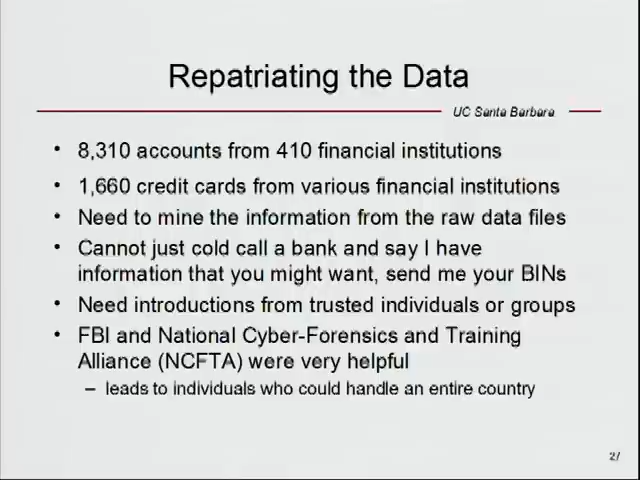 Repatriating the Data
UC Santa Barbara
• 8,310 accounts from 410 financial institutions
• 1,660 credit cards from various financial institutions
• Need to mine the information from the raw data files
• Cannot just cold call a bank and say I have
information that you might want, send me your BINs
• Need introductions from trusted individuals or groups
• FBI and National Cyber-Forensics and Training
Alliance (NCFTA) were very helpful
– leads to individuals who could handle an entire country
27